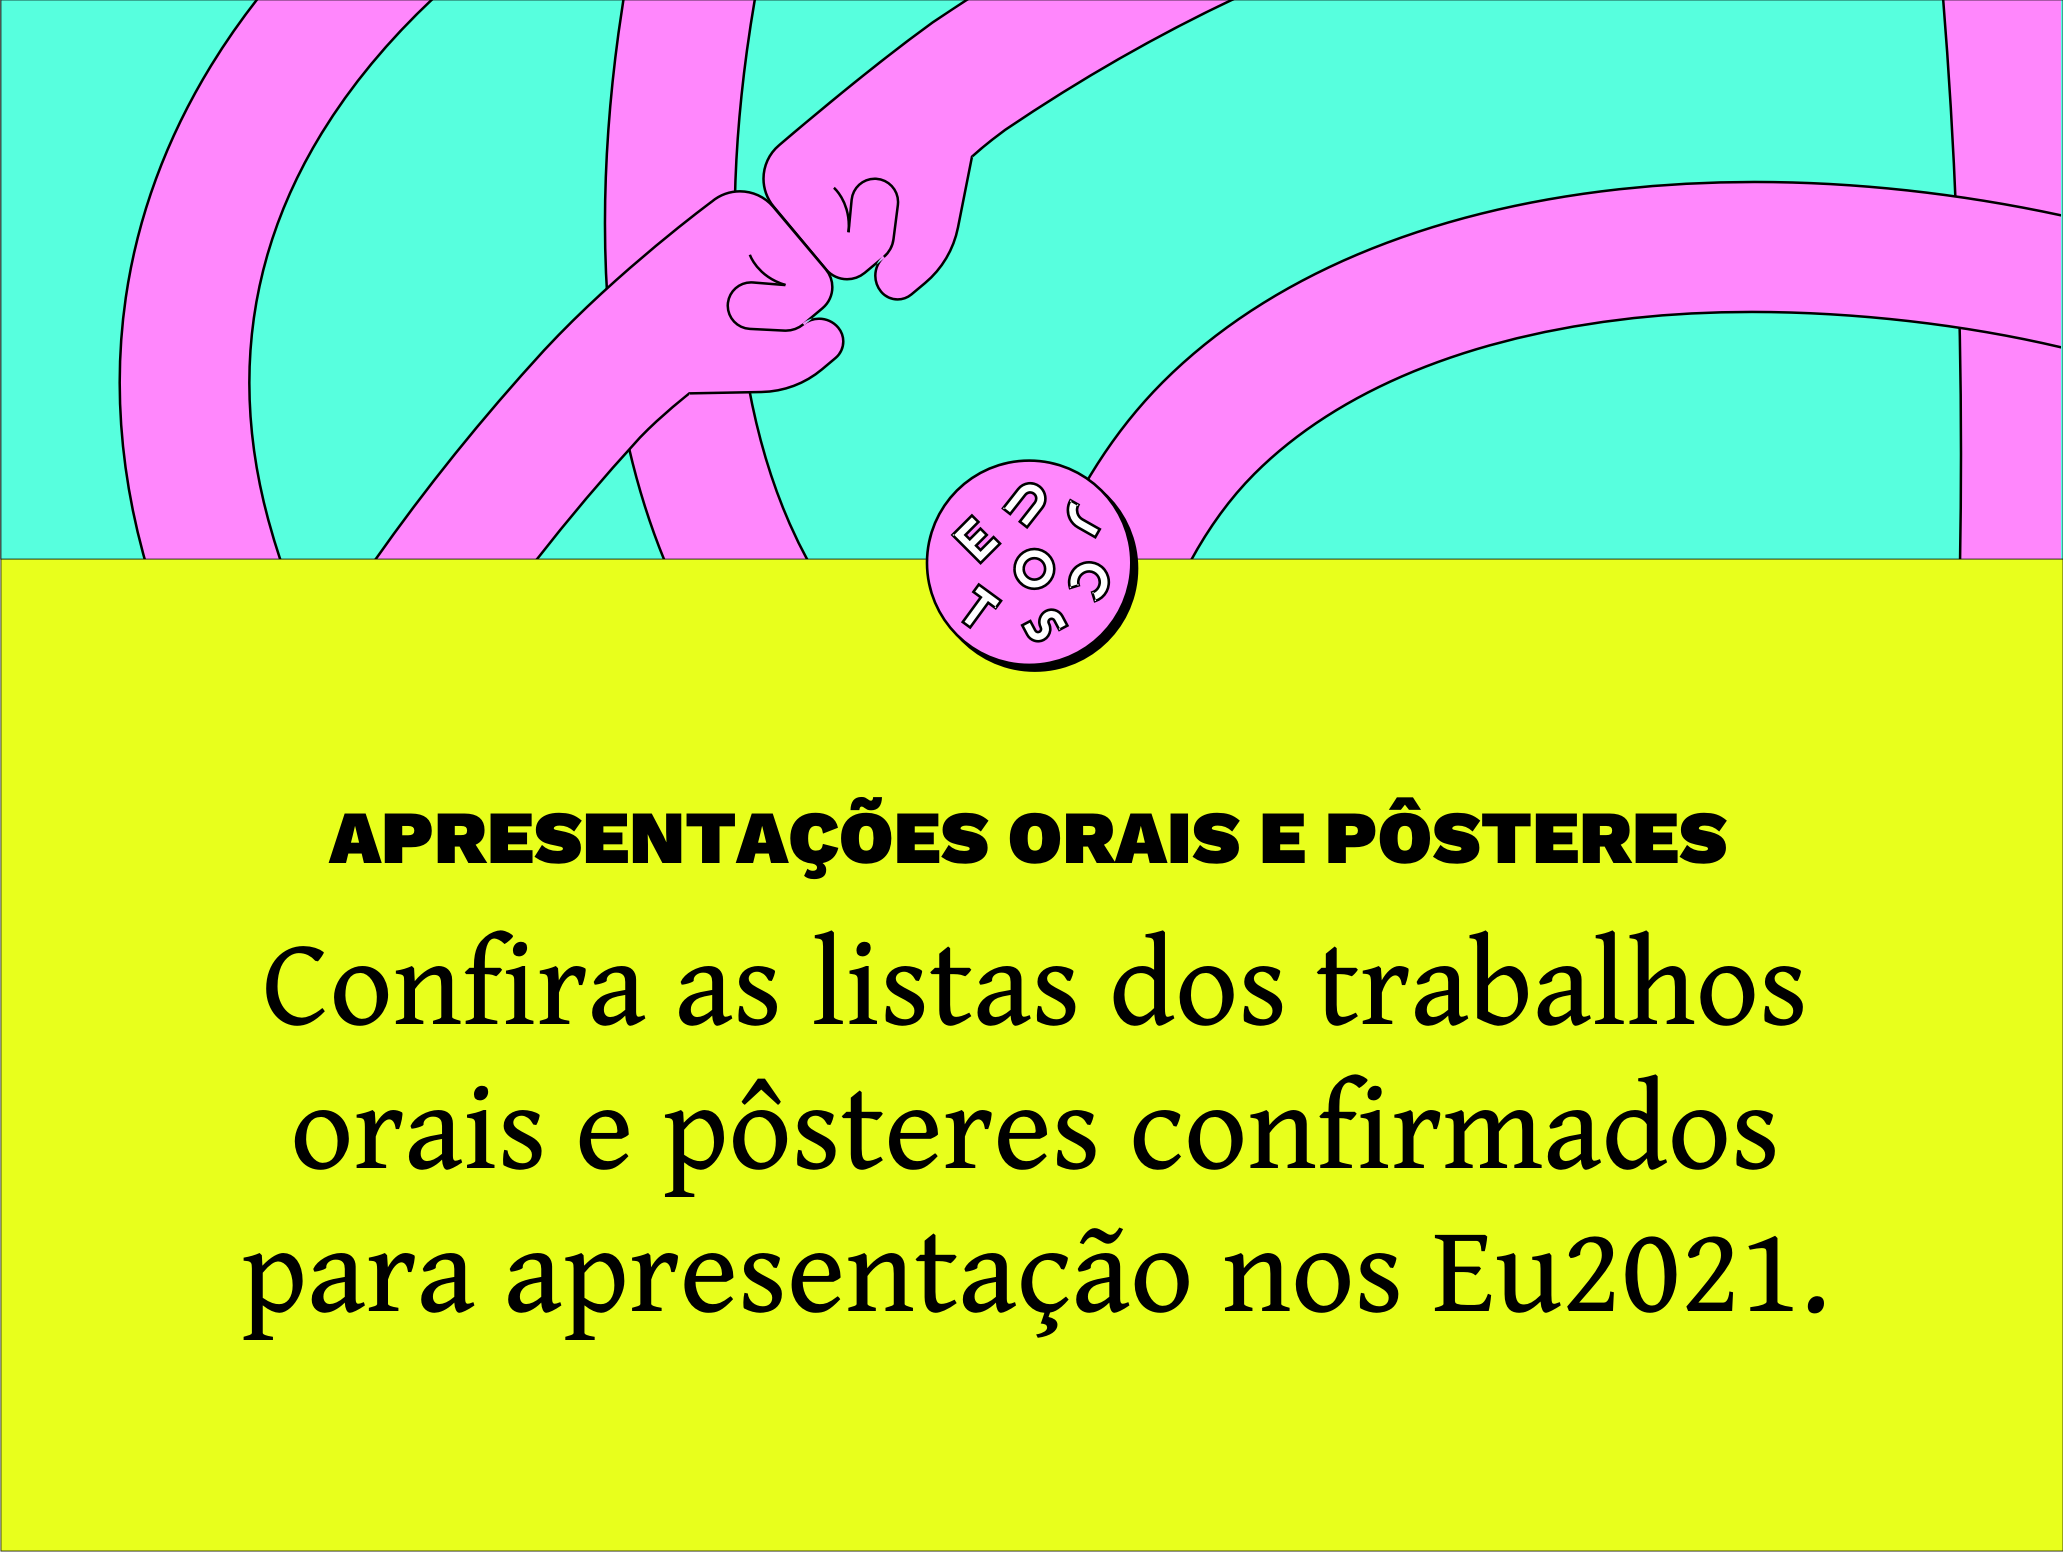 E U J T O C S
APRESENTAÇÕES ORAIS E PÔSTERES
Confira as listas dos trabalhos
orais e pôsteres confirmados
para apresentação nos Eu2021.